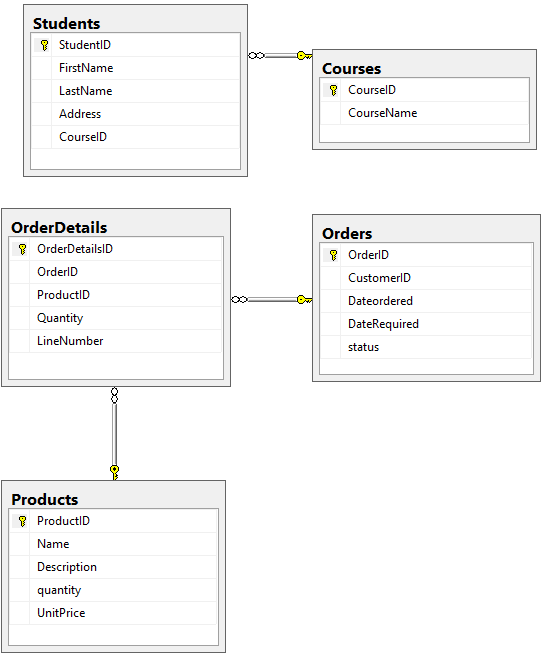 Students
StudentID
FirstName
LastName
Address
CourseID
Courses
CourseID
CourseName
OrderDetails
OrderDetailsID
OrderID
ProductID
Quantity
LineNumber
Orders
OrderID
CustomerID
Dateordered
DateRequired
status
Products
ProductID
Name
Description
quantity
UnitPrice